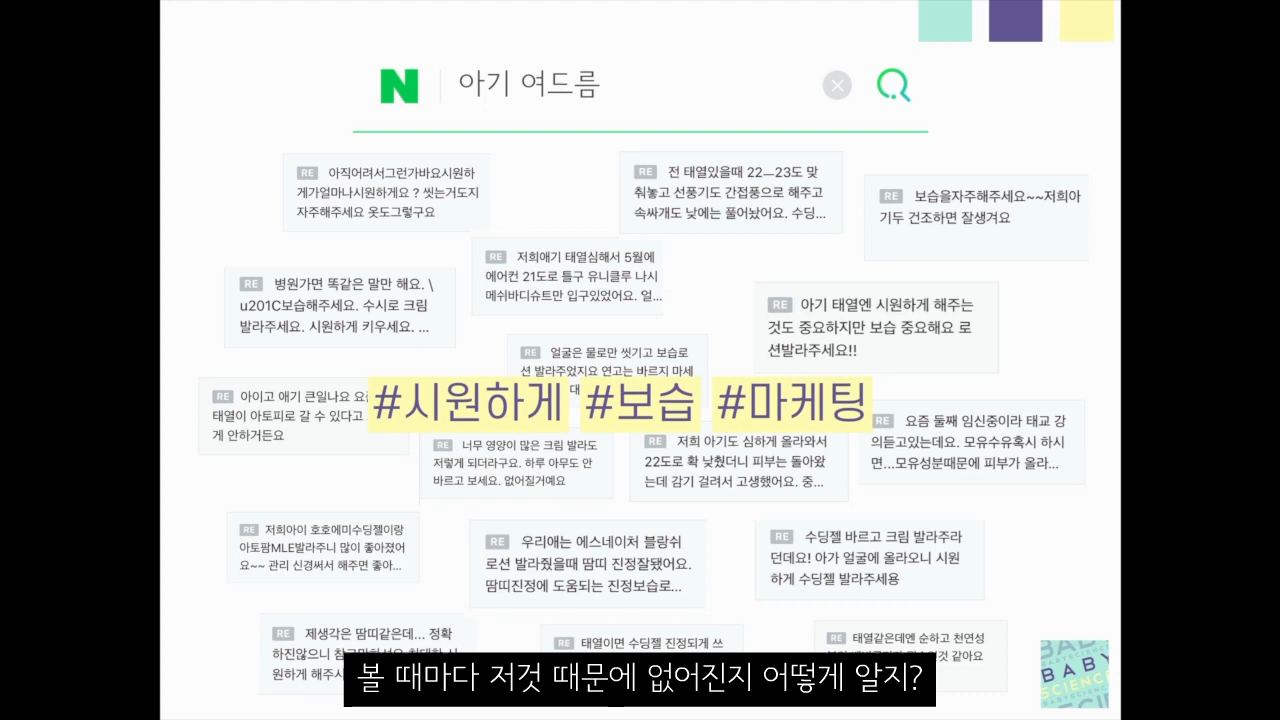 N 아기 여드름
RE 아직어려서그런가바요시원하
게가얼마나시원하게요 ? 씻는거도지
자주해주세요 옷도그렇구요
RE 전 태열있을때 22—23도 맞
춰놓고 선풍기도 간접풍으로 해주고
속싸개도 낮에는 풀어놨어요. 수딩...
RE 보습을자주해주세요~~저희아
기두 건조하면 잘생겨요
RE 저희애기 태열심해서 5월에
에어컨 21도로 틀구 유니클루 나시
메쉬바디슈트만 입구있었어요. 얼...
RE 병원가면 똑같은 말만 해요. \
u201C보습해주세요. 수시로 크림
발라주세요. 시원하게 키우세요. ...
RE 아기 태열엔 시원하게 해주는
것도 중요하지만 보습 중요해요 로
션발라주세요!!
RE 얼굴은 물로만 씻기고 보습로
션 발라주었지요 연고는 바르지 마세
대
RE 아이고 애기 큰일나요
태열이 아토피로 갈 수 있다고
게 안하거든요
#시원하게 #보습 #마케팅
RE 요즘 둘째 임신중이라 태교 강
의듣고있는데요. 모유수유혹시 하시
면...모유성분때문에 피부가 올라...
RE 너무 영양이 많은 크림 발라도
저렇게 되더라구요. 하루 아무도 안
바르고 보세요. 없어질거예요
RE 저희 아기도 심하게 올라와서
22도로 확 낮췄더니 피부는 돌아왔
는데 감기 걸려서 고생했어요. 중...
RE 저희아이 호호에미수딩젤이랑
아토팜MLE발라주니 많이 좋아졌어
요~~ 관리 신경써서 해주면 좋아...
RE 우리애는 에스네이처 블랑쉬
로션 발라줬을때 땀띠 진정잘됐어요.
땀띠진정에 도움되는 진정보습로...
RE 수딩젤 바르고 크림 발라주라
던데요! 아가 얼굴에 올라오니 시원
하게 수딩젤 발라주세용
RE 제생각은 땀띠같은데... 정확
하진않으니
원하게 해주시
RE 태열이면 수딩젤 진정되게 쓰
RE 태열같은데엔 순하고 천연성
것 같아요
볼 때마다 저것 때문에 없어진지 어떻게 알지?
BABY
SCIENCE